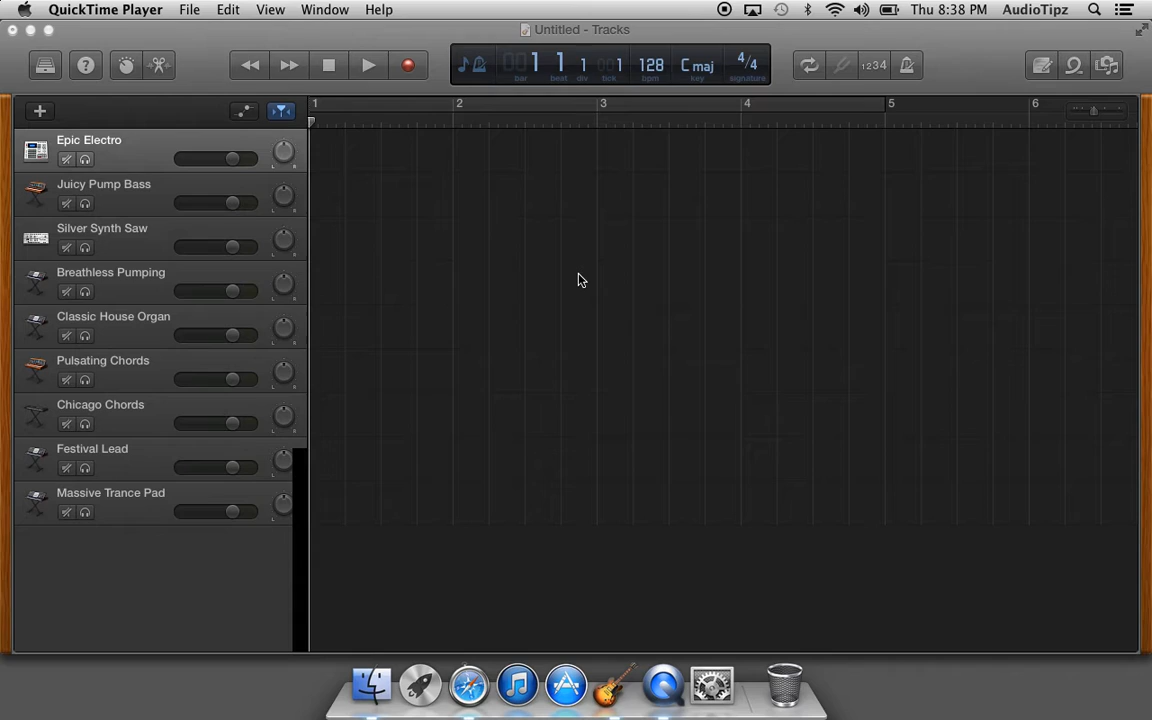 QuickTime Player File Edit View Window Help Thu 8:38 PM AudioTipz
Untitled - Tracks
001 1 1 1 128 C maj 4/4 1234
bar beat div tick bpm key signature
1 2 3 4 5 6
Epic Electro
L R
Juicy Pump Bass
L R
Silver Synth Saw
L R
Breathless Pumping
L R
Classic House Organ
L R
Pulsating Chords
L R
Chicago Chords
L R
Festival Lead
L
Massive Trance Pad
L